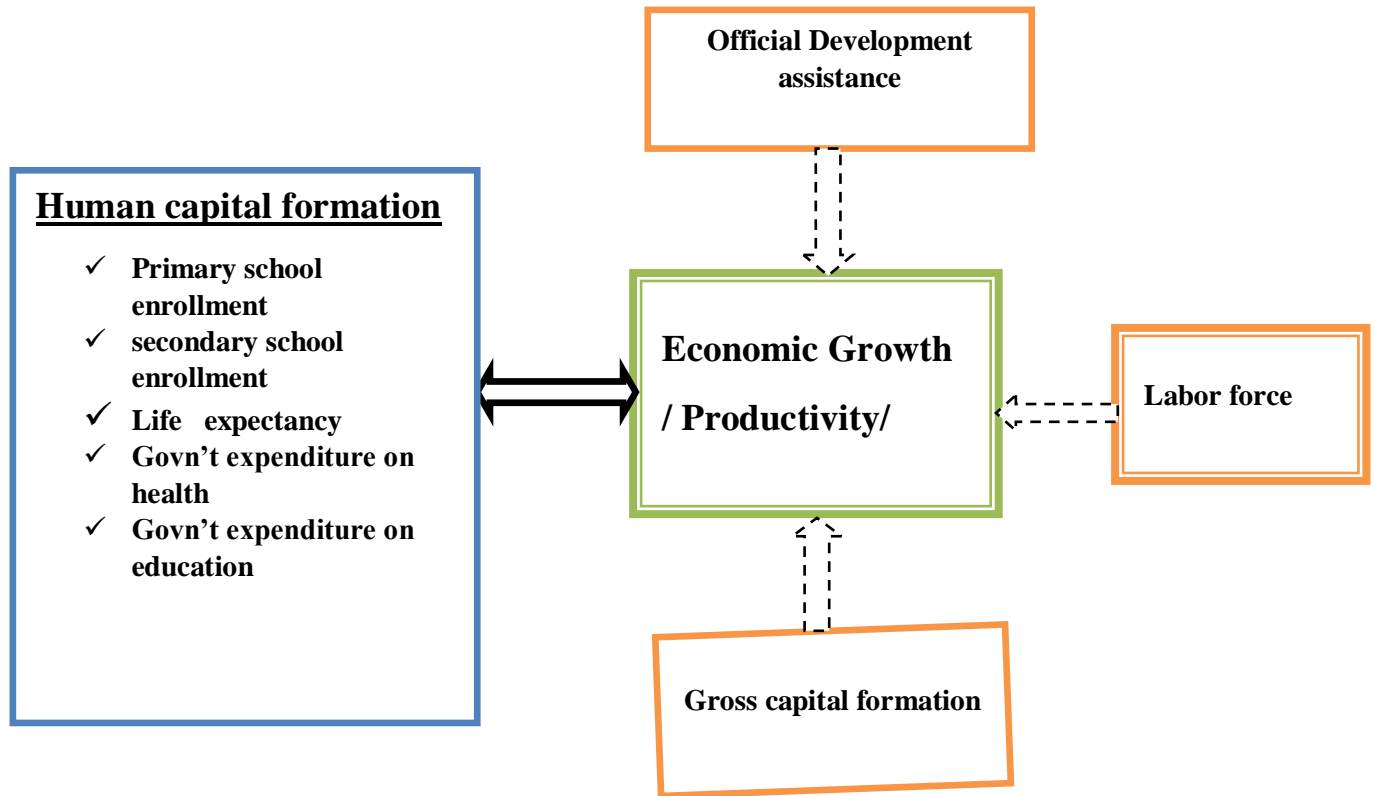 Official Development
assistance
Human capital formation
✓ Primary school
enrollment
✓ secondary school
enrollment
✓ Life expectancy
✓ Govn’t expenditure on
health
✓ Govn’t expenditure on
education
Economic Growth
/ Productivity/
Labor force
Gross capital formation